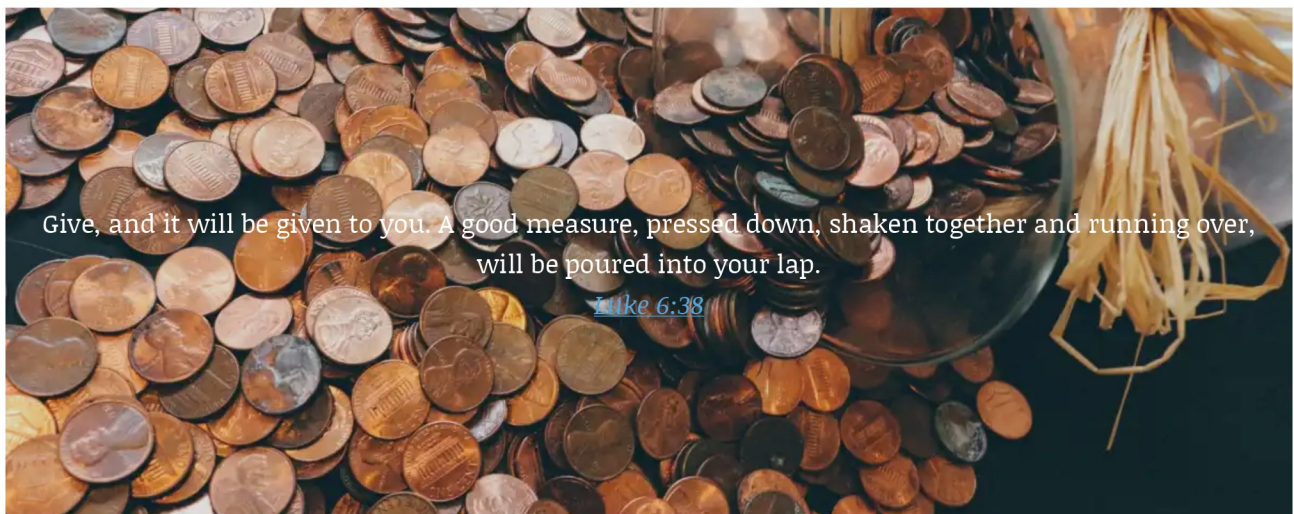 Give, and it will be given to you. A good measure, pressed down, shaken together and running over,
will be poured into your lap.
Luke 6:38